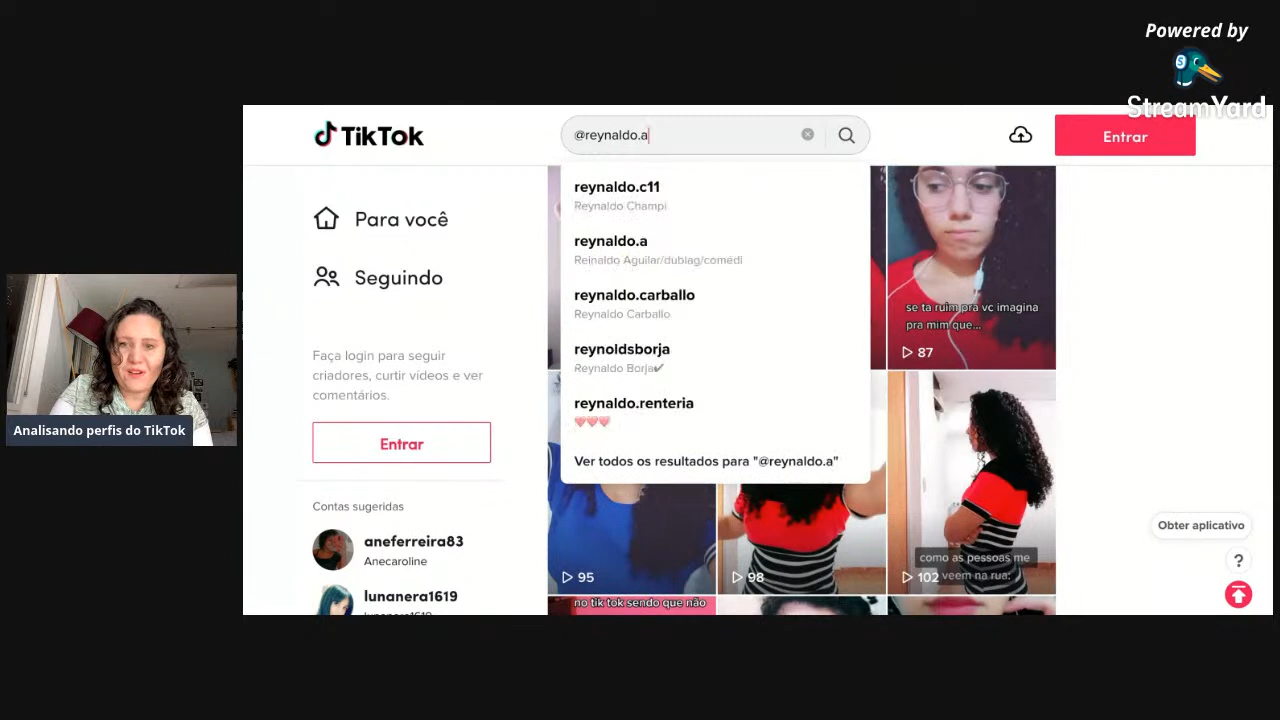 Powered by
StreamYard
TikTok
@reynaldo.a
Entrar
reynaldo.c11
Reynaldo Champi
reynaldo.a
Reinaldo Aguilar/dublag/comédi
reynaldo.carballo
Reynaldo Carballo
reynoldsborja
Reynaldo Borja✔
reynaldo.renteria
Ver todos os resultados para "@reynaldo.a"
Para você
Seguindo
Faça login para seguir
criadores, curtir vídeos e ver
comentários.
Entrar
Contas sugeridas
aneferreira83
Anecaroline
lunanera1619
lunanera1619
se ta ruim pra vc imagina
pra mim que...
87
95
98
como as pessoas me
veem na rua:
102
no tik tok sendo que não
Obter aplicativo
?
Analisando perfis do TikTok